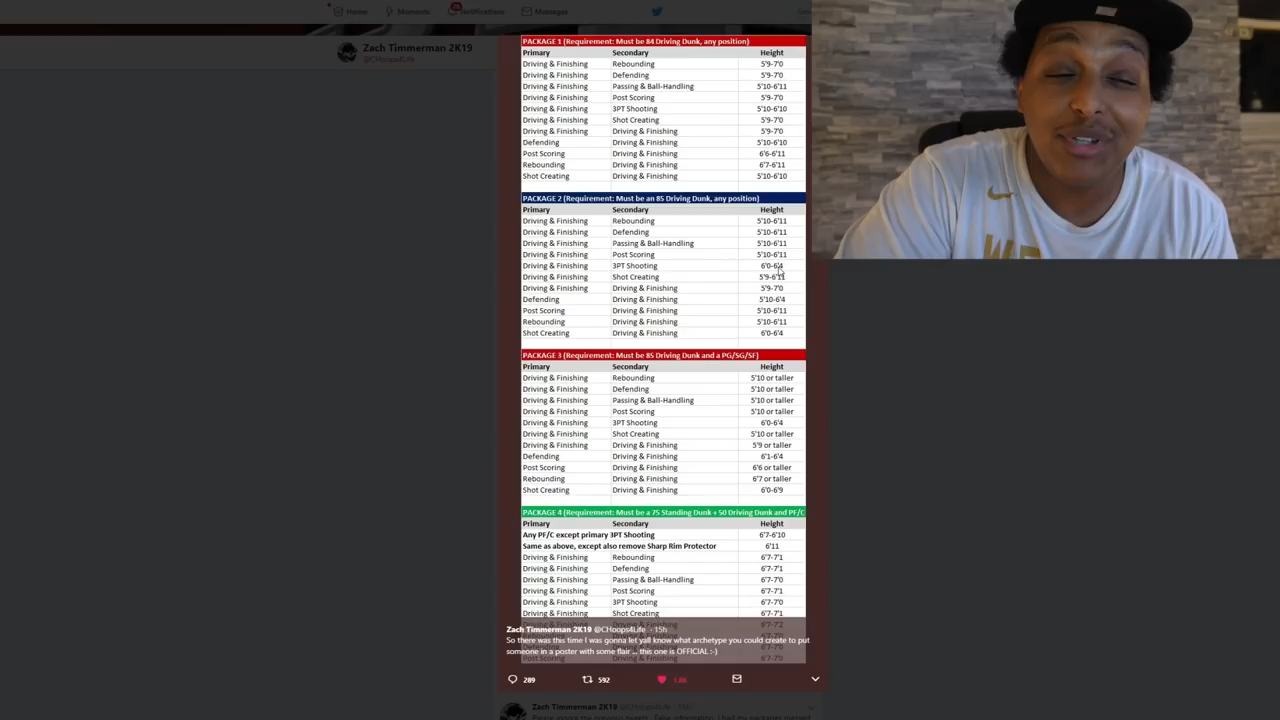 Home Moments Notifications Messages
Zach Timmerman 2K19
@CHoops4Life
PACKAGE 1 (Requirement: Must be 84 Driving Dunk, any position)
Primary Secondary Height
Driving & Finishing Rebounding 5'9-7'0
Driving & Finishing Defending 5'9-7'0
Driving & Finishing Passing & Ball-Handling 5'10-6'11
Driving & Finishing Post Scoring 5'9-7'0
Driving & Finishing 3PT Shooting 5'10-6'10
Driving & Finishing Shot Creating 5'9-7'0
Driving & Finishing Driving & Finishing 5'9-7'0
Defending Driving & Finishing 5'10-6'10
Post Scoring Driving & Finishing 6'6-6'11
Rebounding Driving & Finishing 6'7-6'11
Shot Creating Driving & Finishing 5'10-6'10
PACKAGE 2 (Requirement: Must be an 85 Driving Dunk, any position)
Primary Secondary Height
Driving & Finishing Rebounding 5'10-6'11
Driving & Finishing Defending 5'10-6'11
Driving & Finishing Passing & Ball-Handling 5'10-6'11
Driving & Finishing Post Scoring 5'10-6'11
Driving & Finishing 3PT Shooting 6'0-6'4
Driving & Finishing Shot Creating 5'9-6'11
Driving & Finishing Driving & Finishing 5'9-7'0
Defending Driving & Finishing 5'10-6'4
Post Scoring Driving & Finishing 5'10-6'11
Rebounding Driving & Finishing 5'10-6'11
Shot Creating Driving & Finishing 6'0-6'4
PACKAGE 3 (Requirement: Must be 85 Driving Dunk and a PG/SG/SF)
Primary Secondary Height
Driving & Finishing Rebounding 5'10 or taller
Driving & Finishing Defending 5'10 or taller
Driving & Finishing Passing & Ball-Handling 5'10 or taller
Driving & Finishing Post Scoring 5'10 or taller
Driving & Finishing 3PT Shooting 6'0-6'4
Driving & Finishing Shot Creating 5'10 or taller
Driving & Finishing Driving & Finishing 5'9 or taller
Defending Driving & Finishing 6'1-6'4
Post Scoring Driving & Finishing 6'6 or taller
Rebounding Driving & Finishing 6'7 or taller
Shot Creating Driving & Finishing 6'0-6'9
PACKAGE 4 (Requirement: Must be a 75 Standing Dunk + 50 Driving Dunk and PF/C
Primary Secondary Height
Any PF/C except primary 3PT Shooting 6'7-6'10
Same as above, except also remove Sharp Rim Protector 6'11
Driving & Finishing Rebounding 6'7-7'1
Driving & Finishing Defending 6'7-7'1
Driving & Finishing Passing & Ball-Handling 6'7-7'0
Driving & Finishing Post Scoring 6'7-7'1
Driving & Finishing 3PT Shooting 6'7-7'0
Driving & Finishing Shot Creating 6'7-7'1
Zach Timmerman 2K19 @CHoops4Life · 15h
So there was this time I was gonna let yall know what archetype you could create to put
someone in a poster with some flair ... this one is OFFICIAL :-)
289 592 1.8K
Zach Timmerman 2K19 @CHoops4Life